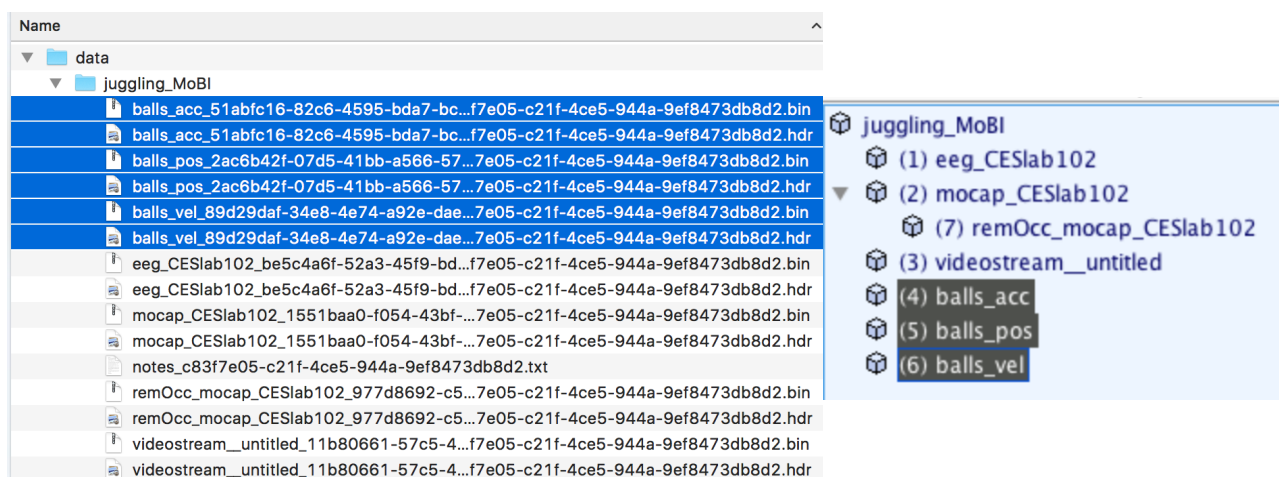 Name
data
juggling_MoBI
balls_acc_51abfc16-82c6-4595-bda7-bc...f7e05-c21f-4ce5-944a-9ef8473db8d2.bin
balls_acc_51abfc16-82c6-4595-bda7-bc...f7e05-c21f-4ce5-944a-9ef8473db8d2.hdr
balls_pos_2ac6b42f-07d5-41bb-a566-57...7e05-c21f-4ce5-944a-9ef8473db8d2.bin
balls_pos_2ac6b42f-07d5-41bb-a566-57...7e05-c21f-4ce5-944a-9ef8473db8d2.hdr
balls_vel_89d29daf-34e8-4e74-a92e-dae...7e05-c21f-4ce5-944a-9ef8473db8d2.bin
balls_vel_89d29daf-34e8-4e74-a92e-dae...7e05-c21f-4ce5-944a-9ef8473db8d2.hdr
eeg_CESlab102_be5c4a6f-52a3-45f9-bd...f7e05-c21f-4ce5-944a-9ef8473db8d2.bin
eeg_CESlab102_be5c4a6f-52a3-45f9-bd...f7e05-c21f-4ce5-944a-9ef8473db8d2.hdr
mocap_CESlab102_1551baa0-f054-43bf-...7e05-c21f-4ce5-944a-9ef8473db8d2.bin
mocap_CESlab102_1551baa0-f054-43bf-...7e05-c21f-4ce5-944a-9ef8473db8d2.hdr
notes_c83f7e05-c21f-4ce5-944a-9ef8473db8d2.txt
remOcc_mocap_CESlab102_977d8692-c5...7e05-c21f-4ce5-944a-9ef8473db8d2.bin
remOcc_mocap_CESlab102_977d8692-c5...7e05-c21f-4ce5-944a-9ef8473db8d2.hdr
videostream__untitled_11b80661-57c5-4...f7e05-c21f-4ce5-944a-9ef8473db8d2.bin
videostream__untitled_11b80661-57c5-4...f7e05-c21f-4ce5-944a-9ef8473db8d2.hdr
juggling_MoBI
(1) eeg_CESlab102
(2) mocap_CESlab102
(7) remOcc_mocap_CESlab102
(3) videostream__untitled
(4) balls_acc
(5) balls_pos
(6) balls_vel